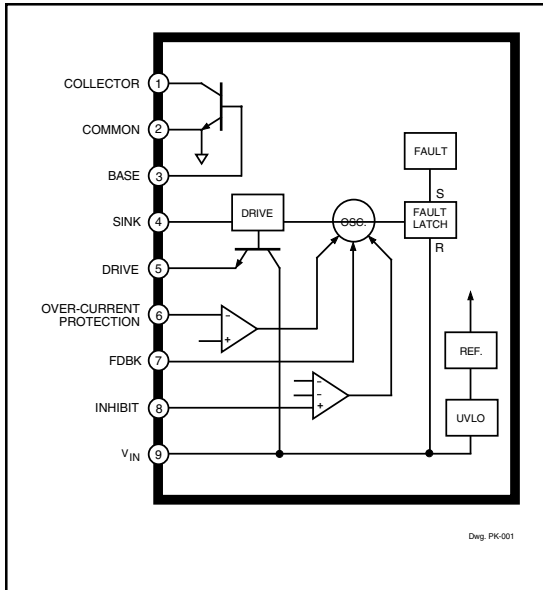 COLLECTOR 1
COMMON 2
BASE 3
SINK 4
DRIVE 5
OVER-CURRENT
PROTECTION 6
FDBK 7
INHIBIT 8
VIN 9
DRIVE
OSC.
FAULT
S
FAULT
LATCH
R
REF.
UVLO
−
+
−
−
+
Dwg. PK-001